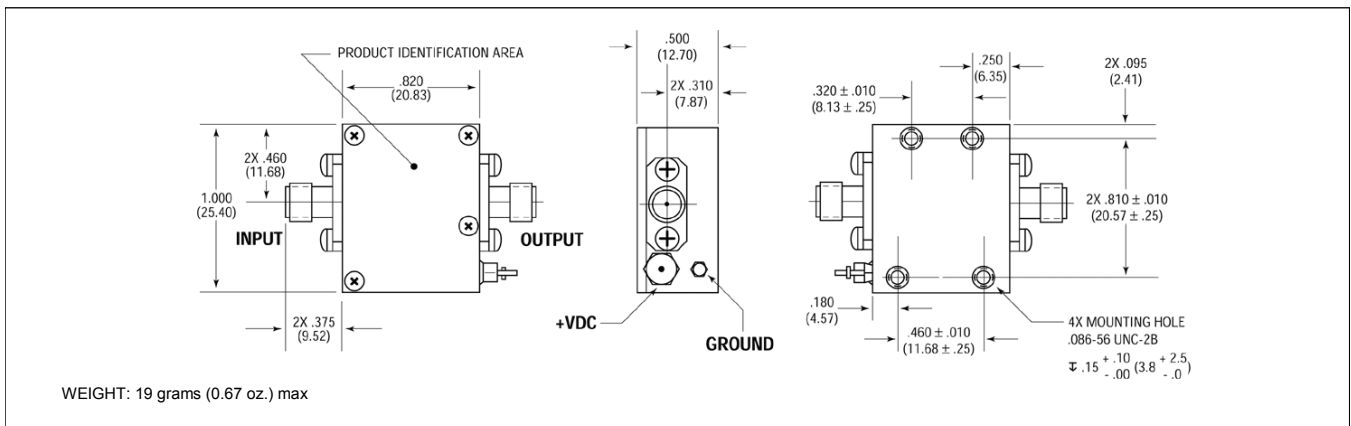 PRODUCT IDENTIFICATION AREA
.820
(20.83)
2X .460
(11.68)
1.000
(25.40)
INPUT
OUTPUT
2X .375
(9.52)
.500
(12.70)
2X .310
(7.87)
+VDC
GROUND
.250
(6.35)
2X .095
(2.41)
.320 ± .010
(8.13 ± .25)
2X .810 ± .010
(20.57 ± .25)
.180
(4.57)
.460 ± .010
(11.68 ± .25)
4X MOUNTING HOLE
.086-56 UNC-2B
↧ .15 + .10 - .00 (3.8 + 2.5 - .0)
WEIGHT: 19 grams (0.67 oz.) max